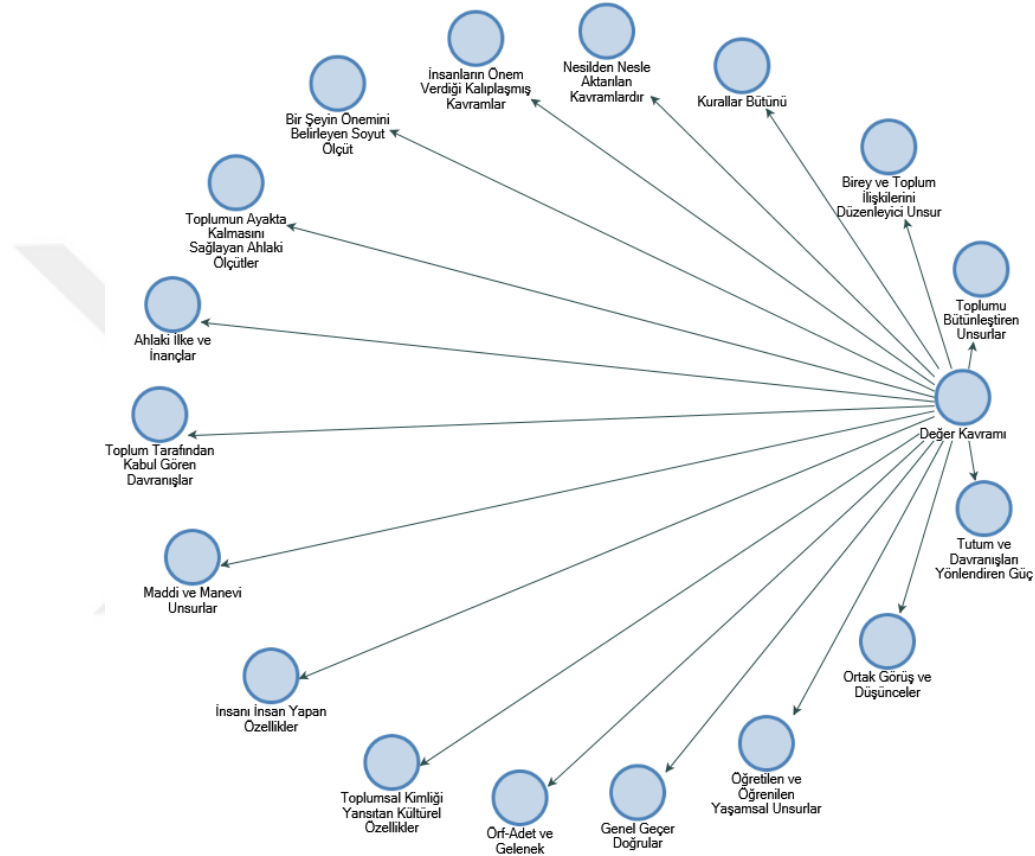 İnsanların Önem
Verdiği Kalıplaşmış
Kavramlar
Nesilden Nesle
Aktarılan
Kavramlardır
Kurallar Bütünü
Bir Şeyin Önemini
Belirleyen Soyut
Ölçüt
Birey ve Toplum
İlişkilerini
Düzenleyici Unsur
Toplumun Ayakta
Kalmasını
Sağlayan Ahlaki
Ölçütler
Toplumu
Bütünleştiren
Unsurlar
Ahlaki İlke ve
İnançlar
Değer Kavramı
Toplum Tarafından
Kabul Gören
Davranışlar
Tutum ve
Davranışları
Yönlendiren Güç
Maddi ve Manevi
Unsurlar
Ortak Görüş ve
Düşünceler
İnsanı İnsan Yapan
Özellikler
Öğretilen ve
Öğrenilen
Yaşamsal Unsurlar
Toplumsal Kimliği
Yansıtan Kültürel
Özellikler
Örf-Adet ve
Gelenek
Genel Geçer
Doğrular